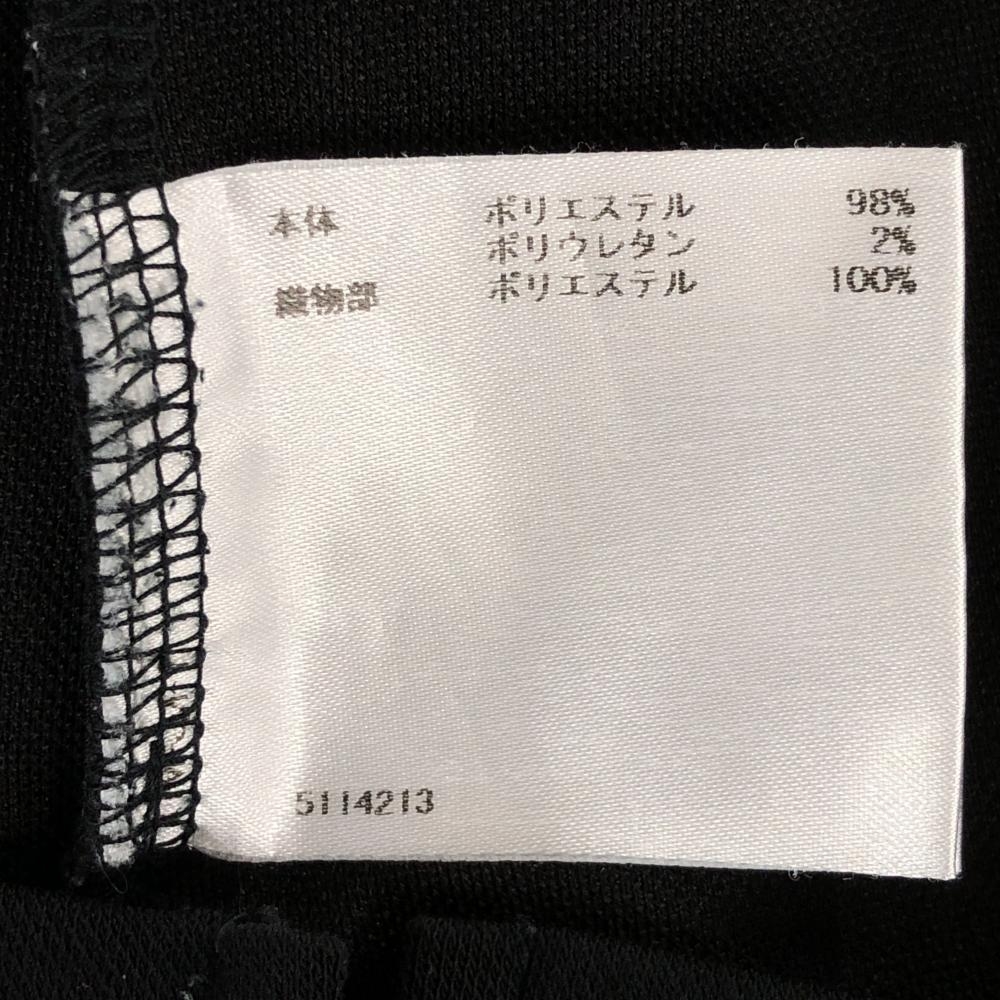 本体 ポリエステル 98%
ポリウレタン 2%
織物部 ポリエステル 100%
5114213